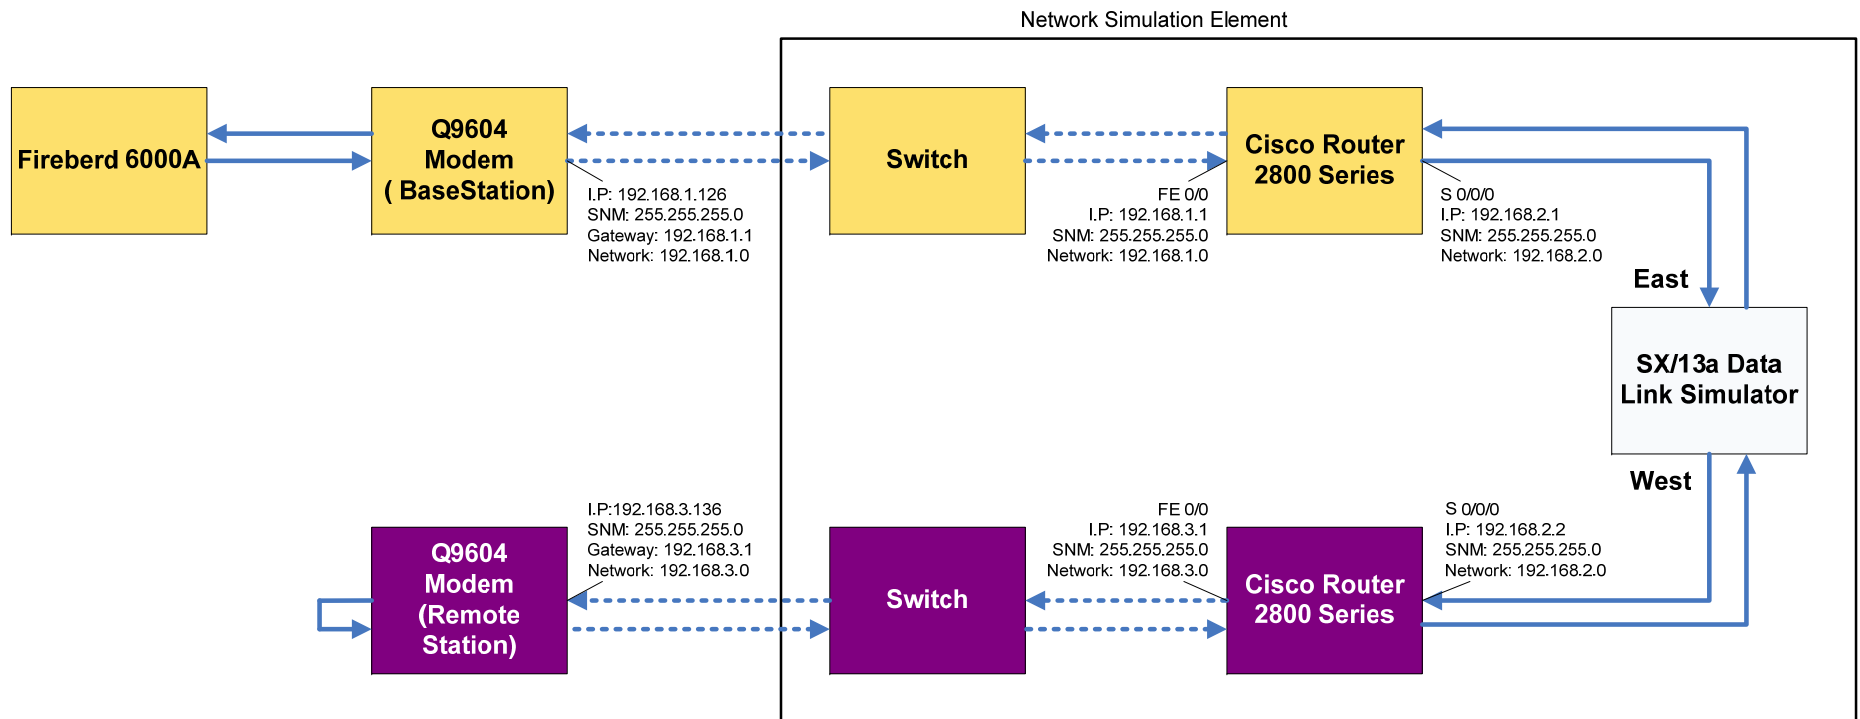 Network Simulation Element
Fireberd 6000A
Q9604
Modem
( BaseStation)
Switch
Cisco Router
2800 Series
I.P: 192.168.1.126
SNM: 255.255.255.0
Gateway: 192.168.1.1
Network: 192.168.1.0
FE 0/0
I.P: 192.168.1.1
SNM: 255.255.255.0
Network: 192.168.1.0
S 0/0/0
I.P: 192.168.2.1
SNM: 255.255.255.0
Network: 192.168.2.0
East
SX/13a Data
Link Simulator
West
I.P:192.168.3.136
SNM: 255.255.255.0
Gateway: 192.168.3.1
Network: 192.168.3.0
FE 0/0
I.P: 192.168.3.1
SNM: 255.255.255.0
Network: 192.168.3.0
S 0/0/0
I.P: 192.168.2.2
SNM: 255.255.255.0
Network: 192.168.2.0
Q9604
Modem
(Remote
Station)
Switch
Cisco Router
2800 Series